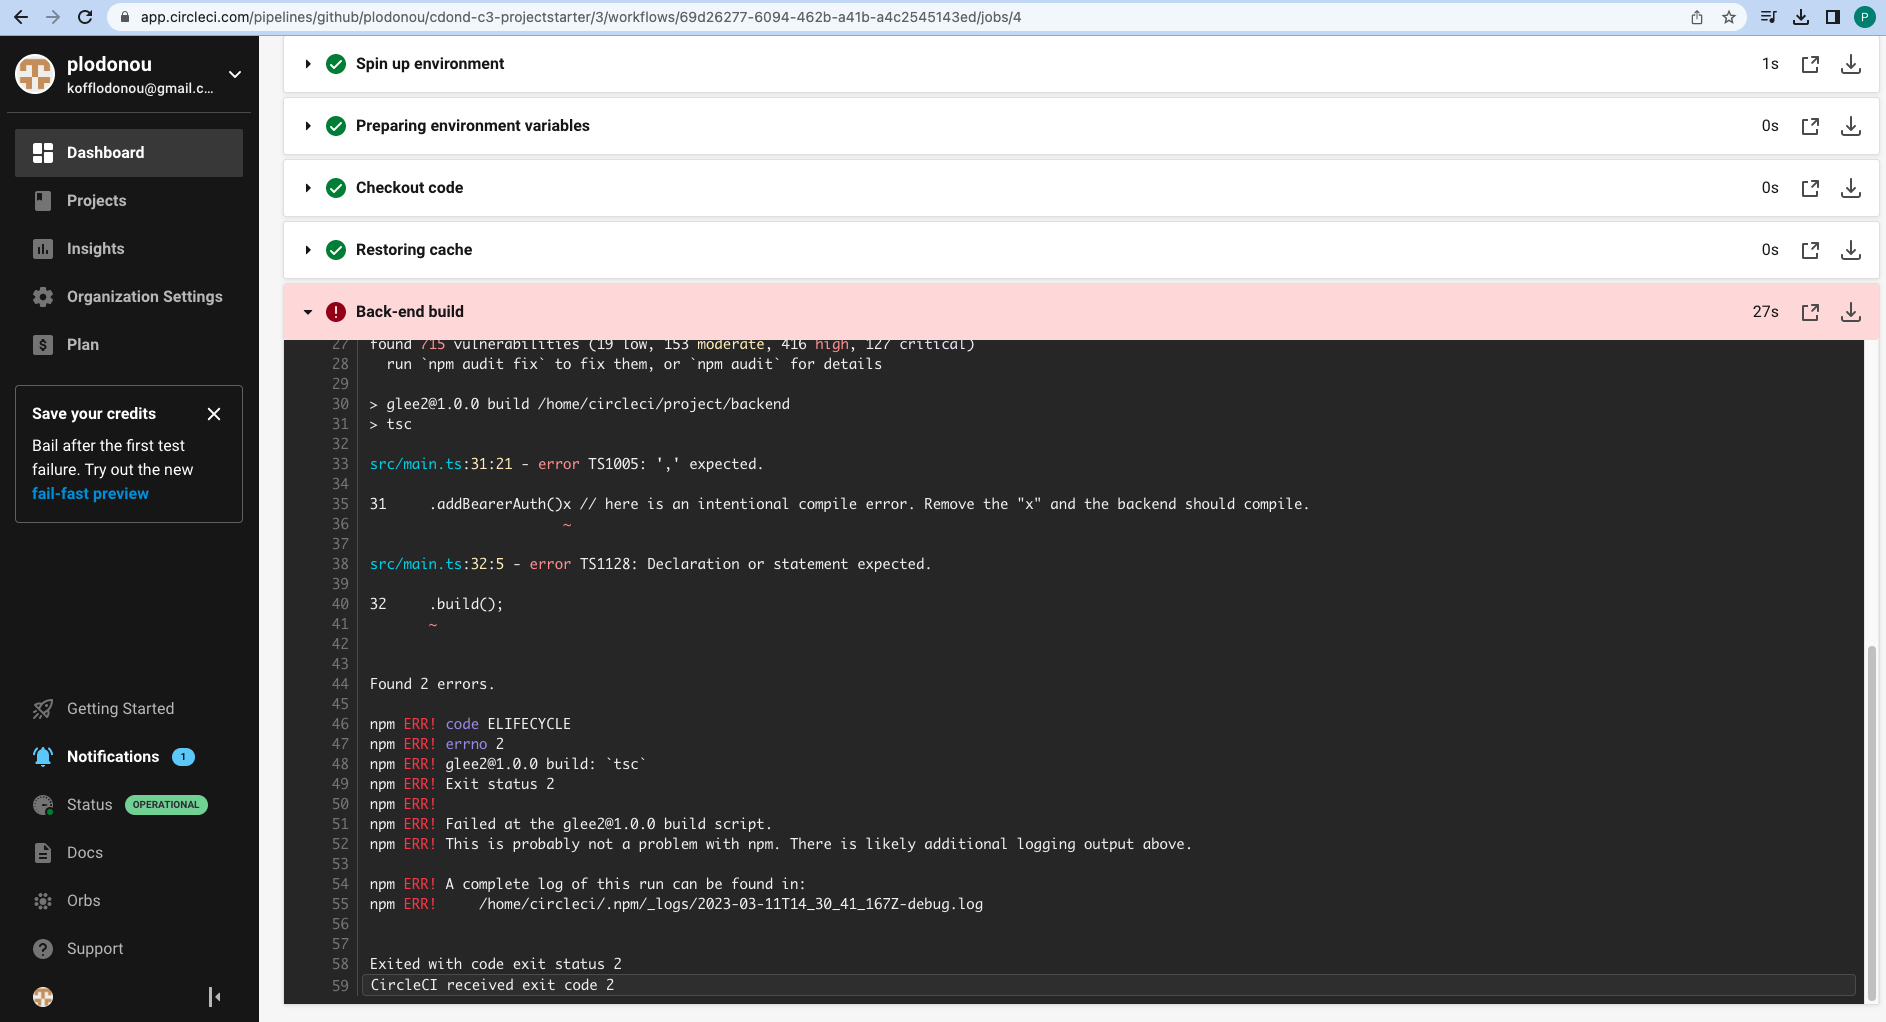 app.circleci.com/pipelines/github/plodonou/cdond-c3-projectstarter/3/workflows/69d26277-6094-462b-a41b-a4c2545143ed/jobs/4
P
plodonou
kofflodonou@gmail.c...
Dashboard
Projects
Insights
Organization Settings
Plan
Save your credits
Bail after the first test
failure. Try out the new
fail-fast preview
Getting Started
Notifications 1
Status OPERATIONAL
Docs
Orbs
Support
Spin up environment 1s
Preparing environment variables 0s
Checkout code 0s
Restoring cache 0s
Back-end build 27s
27 found 715 vulnerabilities (19 low, 153 moderate, 416 high, 127 critical)
28 run `npm audit fix` to fix them, or `npm audit` for details
29
30 > glee2@1.0.0 build /home/circleci/project/backend
31 > tsc
32
33 src/main.ts:31:21 - error TS1005: ',' expected.
34
35 31 .addBearerAuth()x // here is an intentional compile error. Remove the "x" and the backend should compile.
36 ~
37
38 src/main.ts:32:5 - error TS1128: Declaration or statement expected.
39
40 32 .build();
41 ~
42
43
44 Found 2 errors.
45
46 npm ERR! code ELIFECYCLE
47 npm ERR! errno 2
48 npm ERR! glee2@1.0.0 build: `tsc`
49 npm ERR! Exit status 2
50 npm ERR!
51 npm ERR! Failed at the glee2@1.0.0 build script.
52 npm ERR! This is probably not a problem with npm. There is likely additional logging output above.
53
54 npm ERR! A complete log of this run can be found in:
55 npm ERR! /home/circleci/.npm/_logs/2023-03-11T14_30_41_167Z-debug.log
56
57
58 Exited with code exit status 2
59 CircleCI received exit code 2